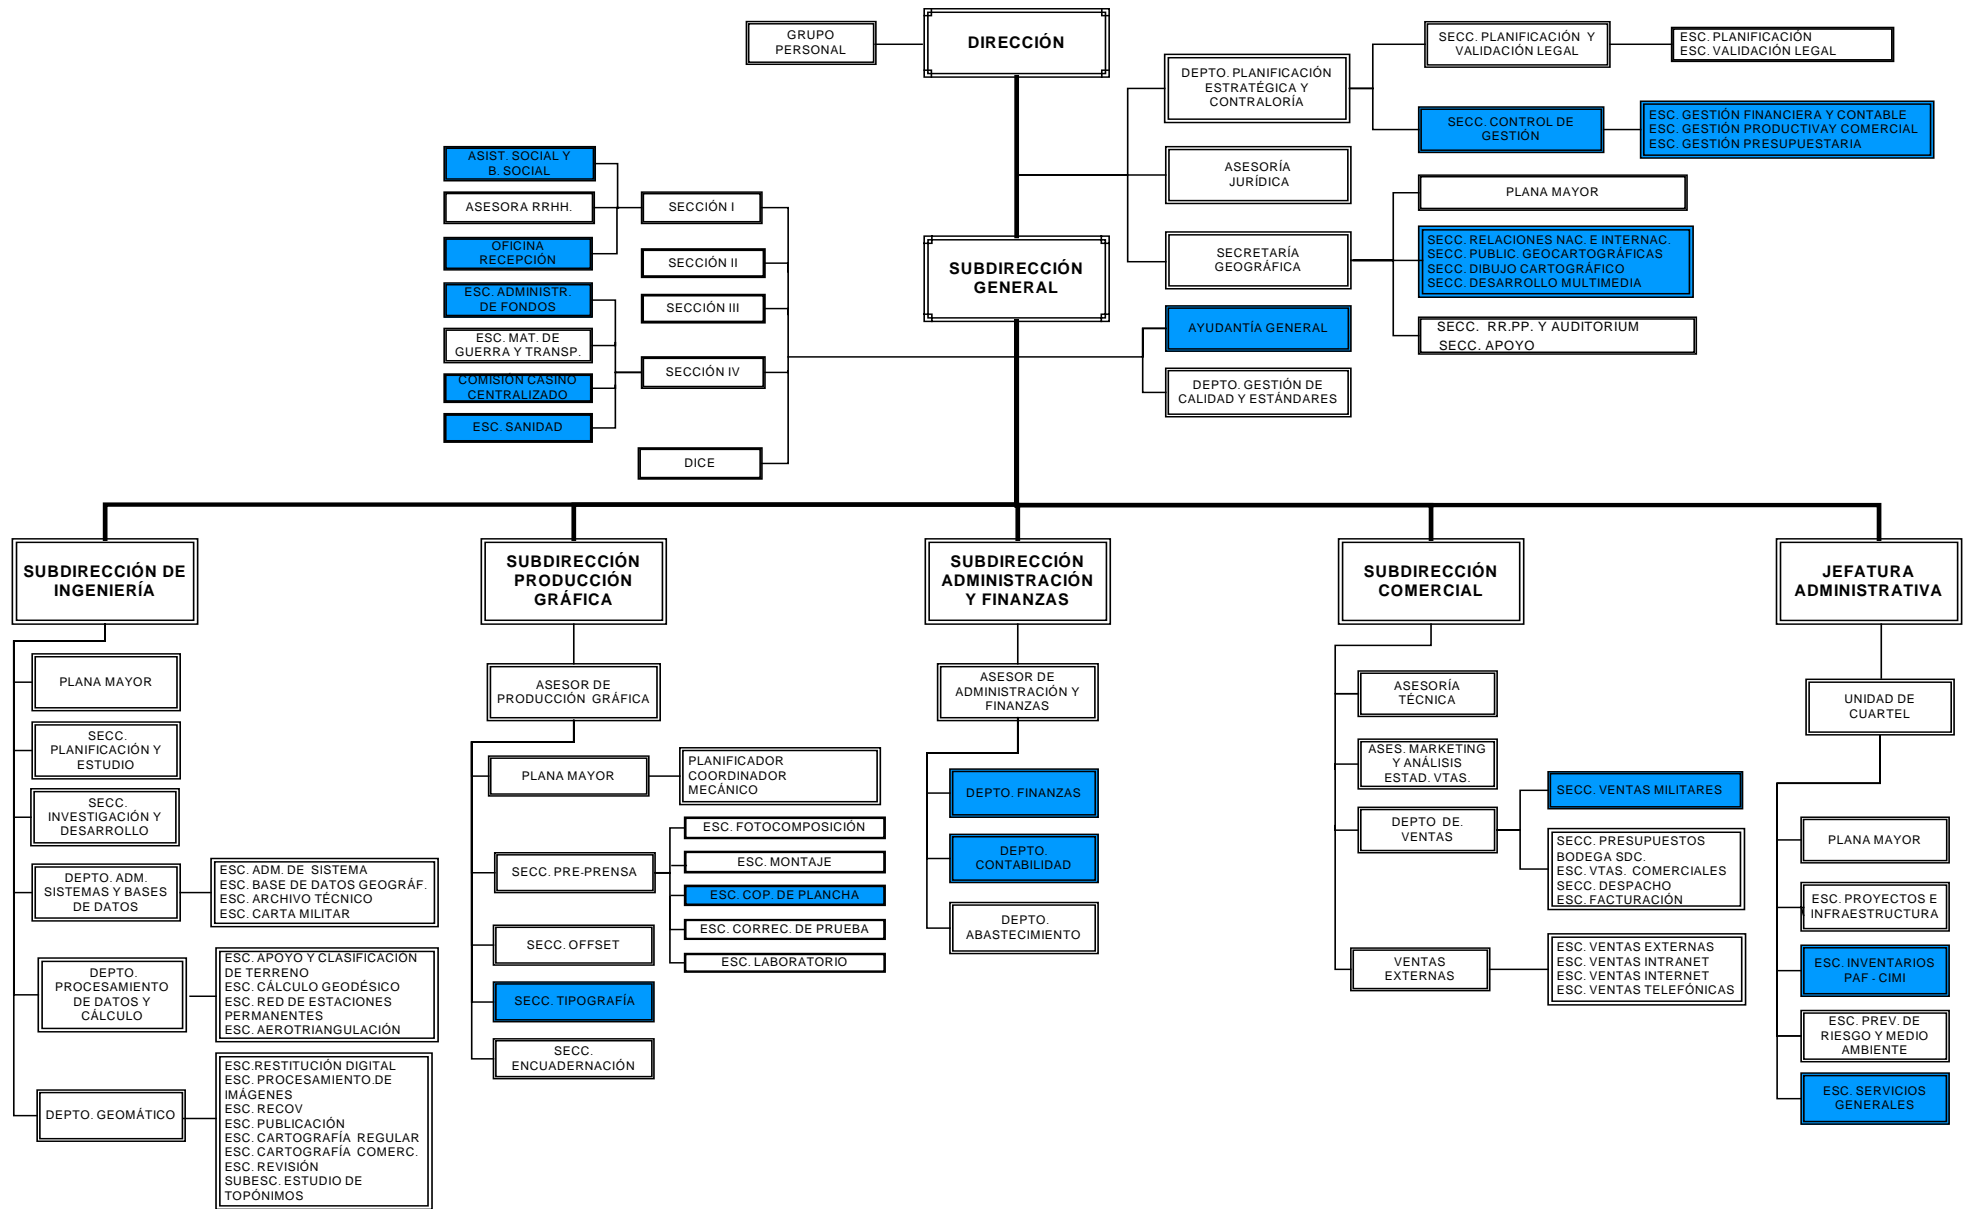 GRUPO
PERSONAL
DIRECCIÓN
SECC. PLANIFICACIÓN Y
VALIDACIÓN LEGAL
ESC. PLANIFICACIÓN
ESC. VALIDACIÓN LEGAL
DEPTO. PLANIFICACIÓN
ESTRATÉGICA Y
CONTRALORÍA
SECC. CONTROL DE
GESTIÓN
ESC. GESTIÓN FINANCIERA Y CONTABLE
ESC. GESTIÓN PRODUCTIVAY COMERCIAL
ESC. GESTIÓN PRESUPUESTARIA
ASESORÍA
JURÍDICA
PLANA MAYOR
SECRETARÍA
GEOGRÁFICA
SECC. RELACIONES NAC. E INTERNAC.
SECC. PUBLIC. GEOCARTOGRÁFICAS
SECC. DIBUJO CARTOGRÁFICO
SECC. DESARROLLO MULTIMEDIA
SECC. RR.PP. Y AUDITORIUM
SECC. APOYO
SUBDIRECCIÓN
GENERAL
AYUDANTÍA GENERAL
DEPTO. GESTIÓN DE
CALIDAD Y ESTÁNDARES
ASIST. SOCIAL Y
B. SOCIAL
ASESORA RRHH.
OFICINA
RECEPCIÓN
SECCIÓN I
SECCIÓN II
SECCIÓN III
ESC. ADMINISTR.
DE FONDOS
ESC. MAT. DE
GUERRA Y TRANSP.
COMISIÓN CASINO
CENTRALIZADO
ESC. SANIDAD
SECCIÓN IV
DICE
SUBDIRECCIÓN DE
INGENIERÍA
PLANA MAYOR
SECC.
PLANIFICACIÓN Y
ESTUDIO
SECC.
INVESTIGACIÓN Y
DESARROLLO
DEPTO. ADM.
SISTEMAS Y BASES
DE DATOS
ESC. ADM. DE SISTEMA
ESC. BASE DE DATOS GEOGRÁF.
ESC. ARCHIVO TÉCNICO
ESC. CARTA MILITAR
DEPTO.
PROCESAMIENTO
DE DATOS Y
CÁLCULO
ESC. APOYO Y CLASIFICACIÓN
DE TERRENO
ESC. CÁLCULO GEODÉSICO
ESC. RED DE ESTACIONES
PERMANENTES
ESC. AEROTRIANGULACIÓN
DEPTO. GEOMÁTICO
ESC.RESTITUCIÓN DIGITAL
ESC. PROCESAMIENTO.DE
IMÁGENES
ESC. RECOV
ESC. PUBLICACIÓN
ESC. CARTOGRAFÍA REGULAR
ESC. CARTOGRAFÍA COMERC.
ESC. REVISIÓN
SUBESC. ESTUDIO DE
TOPÓNIMOS
SUBDIRECCIÓN
PRODUCCIÓN
GRÁFICA
ASESOR DE
PRODUCCIÓN GRÁFICA
PLANA MAYOR
PLANIFICADOR
COORDINADOR
MECÁNICO
SECC. PRE-PRENSA
ESC. FOTOCOMPOSICIÓN
ESC. MONTAJE
ESC. COP. DE PLANCHA
ESC. CORREC. DE PRUEBA
ESC. LABORATORIO
SECC. OFFSET
SECC. TIPOGRAFÍA
SECC.
ENCUADERNACIÓN
SUBDIRECCIÓN
ADMINISTRACIÓN
Y FINANZAS
ASESOR DE
ADMINISTRACIÓN Y
FINANZAS
DEPTO. FINANZAS
DEPTO.
CONTABILIDAD
DEPTO.
ABASTECIMIENTO
SUBDIRECCIÓN
COMERCIAL
ASESORÍA
TÉCNICA
ASES. MARKETING
Y ANÁLISIS
ESTAD. VTAS.
DEPTO DE.
VENTAS
SECC. VENTAS MILITARES
SECC. PRESUPUESTOS
BODEGA SDC.
ESC. VTAS. COMERCIALES
SECC. DESPACHO
ESC. FACTURACIÓN
VENTAS
EXTERNAS
ESC. VENTAS EXTERNAS
ESC. VENTAS INTRANET
ESC. VENTAS INTERNET
ESC. VENTAS TELEFÓNICAS
JEFATURA
ADMINISTRATIVA
UNIDAD DE
CUARTEL
PLANA MAYOR
ESC. PROYECTOS E
INFRAESTRUCTURA
ESC. INVENTARIOS
PAF - CIMI
ESC. PREV. DE
RIESGO Y MEDIO
AMBIENTE
ESC. SERVICIOS
GENERALES